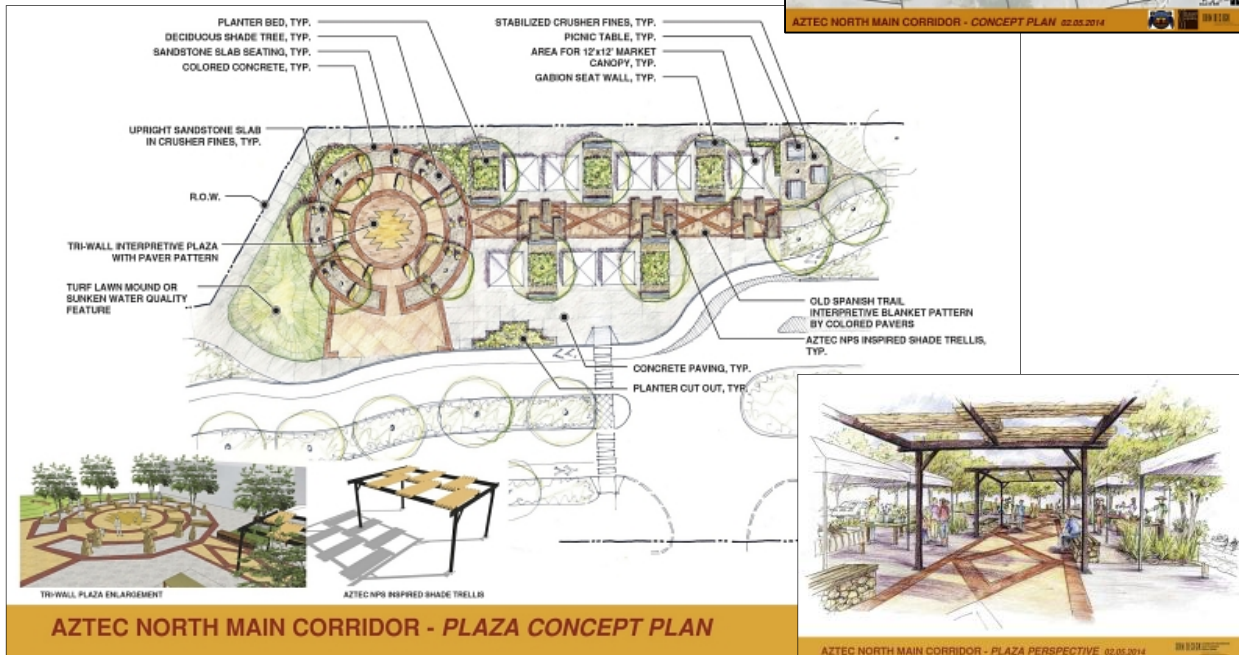 AZTEC NORTH MAIN CORRIDOR - CONCEPT PLAN 02.05.2014
PLANTER BED, TYP.
DECIDUOUS SHADE TREE, TYP.
SANDSTONE SLAB SEATING, TYP.
COLORED CONCRETE, TYP.
STABILIZED CRUSHER FINES, TYP.
PICNIC TABLE, TYP.
AREA FOR 12'x12' MARKET
CANOPY, TYP.
GABION SEAT WALL, TYP.
UPRIGHT SANDSTONE SLAB
IN CRUSHER FINES, TYP.
R.O.W.
TRI-WALL INTERPRETIVE PLAZA
WITH PAVER PATTERN
TURF LAWN MOUND OR
SUNKEN WATER QUALITY
FEATURE
OLD SPANISH TRAIL
INTERPRETIVE BLANKET PATTERN
BY COLORED PAVERS
AZTEC NPS INSPIRED SHADE TRELLIS,
TYP.
CONCRETE PAVING, TYP.
PLANTER CUT OUT, TYP.
TRI-WALL PLAZA ENLARGEMENT
AZTEC NPS INSPIRED SHADE TRELLIS
AZTEC NORTH MAIN CORRIDOR - PLAZA CONCEPT PLAN
AZTEC NORTH MAIN CORRIDOR - PLAZA PERSPECTIVE 02.05.2014